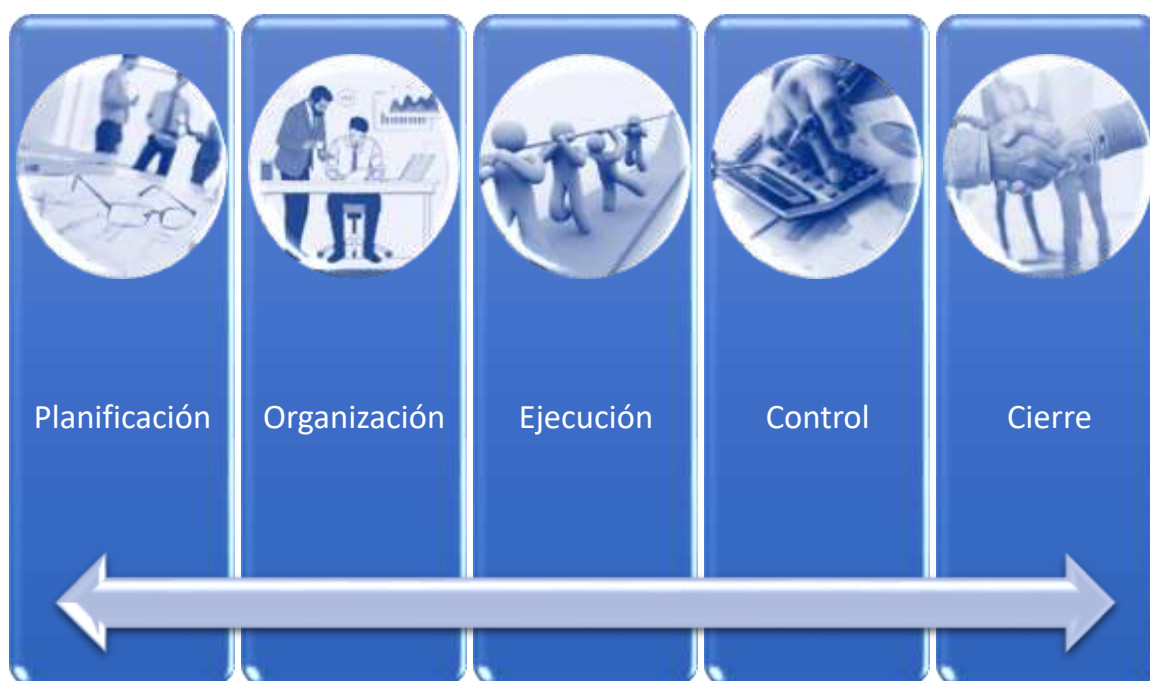 Planificación
Organización
Ejecución
Control
Cierre